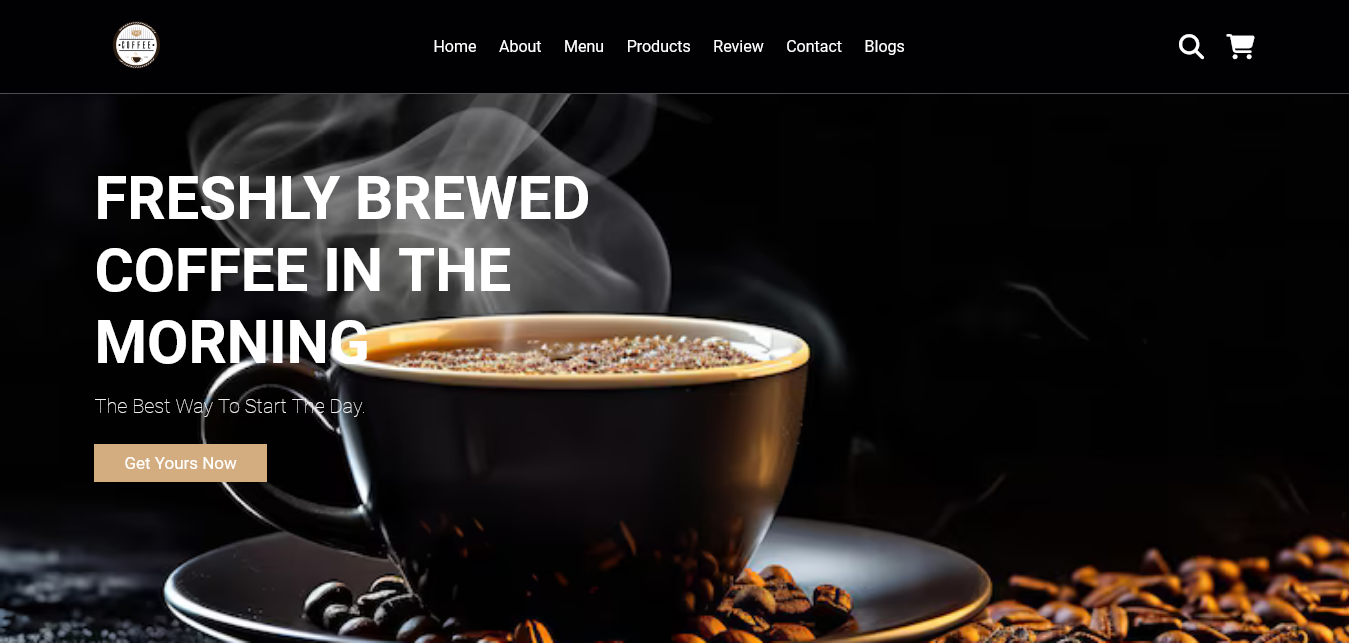 COFFEE
Home About Menu Products Review Contact Blogs
FRESHLY BREWED
COFFEE IN THE
MORNING
The Best Way To Start The Day.
Get Yours Now